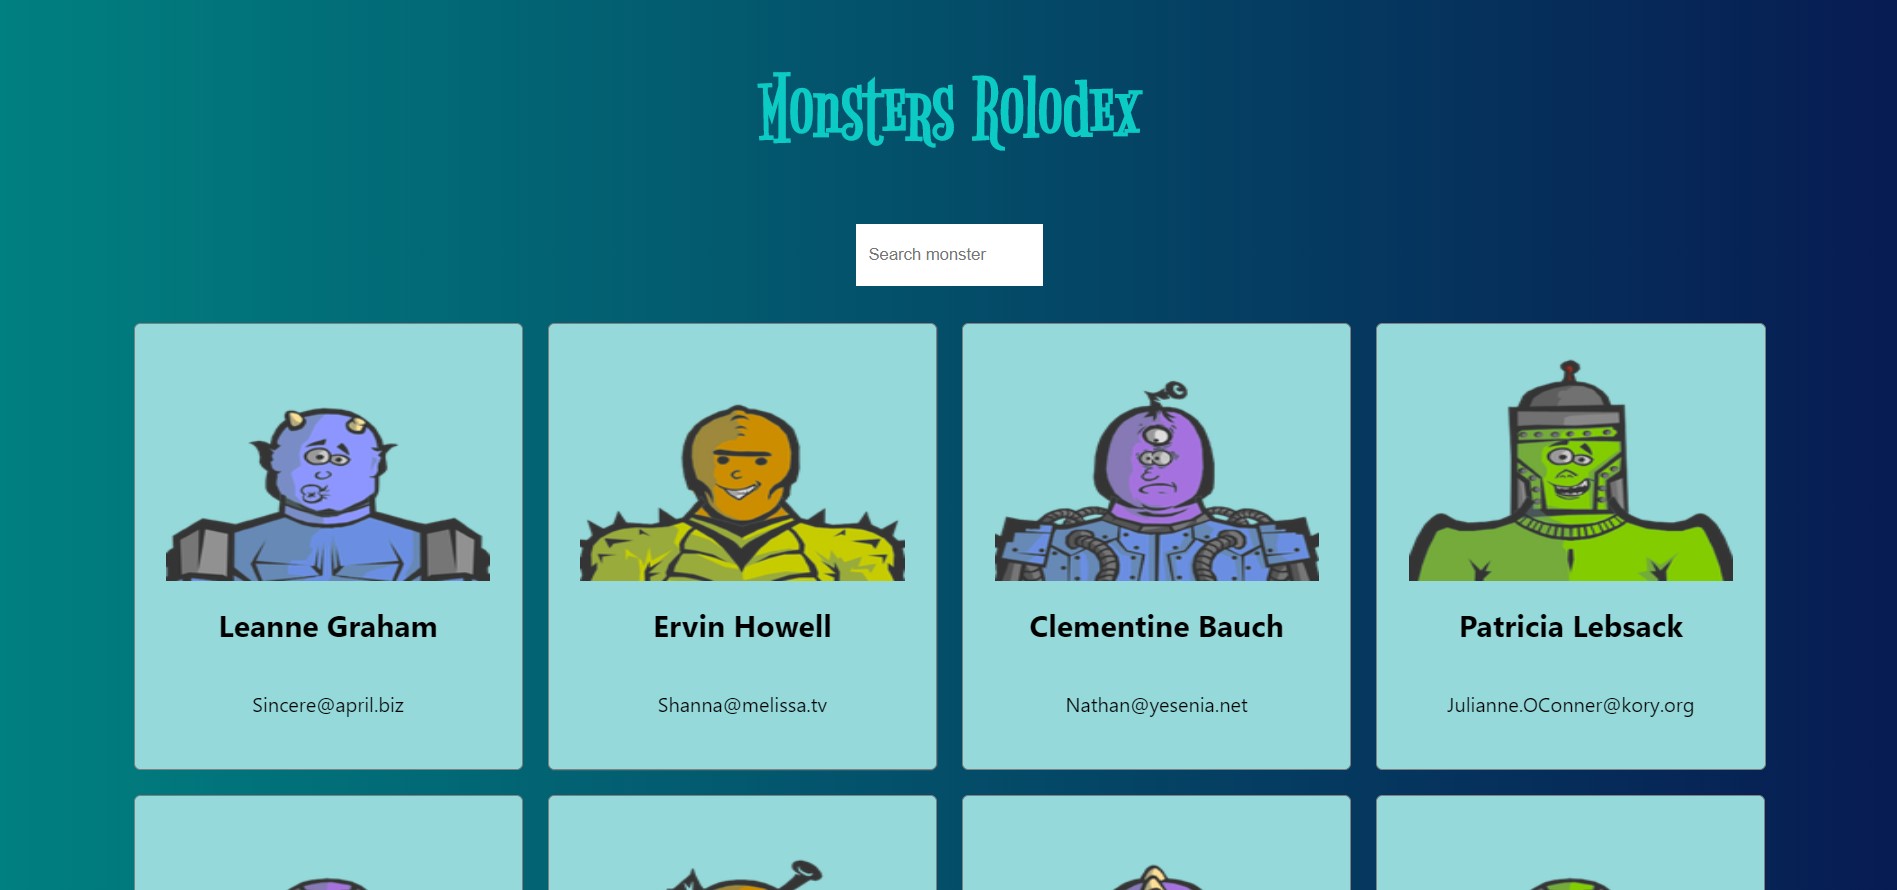 Monsters Rolodex
Search monster
Leanne Graham
Sincere@april.biz
Ervin Howell
Shanna@melissa.tv
Clementine Bauch
Nathan@yesenia.net
Patricia Lebsack
Julianne.OConner@kory.org